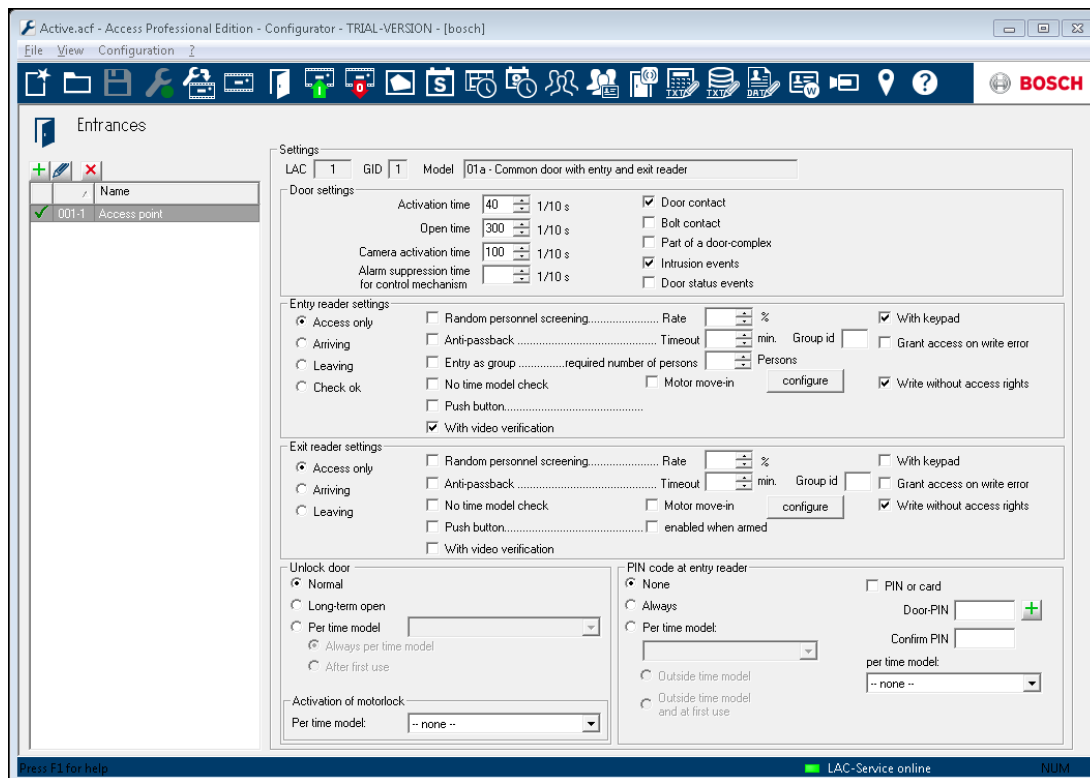 Active.acf - Access Professional Edition - Configurator - TRIAL-VERSION - [bosch]
File View Configuration ?
S TXT TXT DAT W ? BOSCH
Entrances
Name
001-1 Access point
Settings
LAC 1 GID 1 Model 01a - Common door with entry and exit reader
Door settings
Activation time 40 1/10 s Door contact
Open time 300 1/10 s Bolt contact
Camera activation time 100 1/10 s Part of a door-complex
Alarm suppression time
for control mechanism 1/10 s Intrusion events
Door status events
Entry reader settings
Access only Random personnel screening........................ Rate % With keypad
Arriving Anti-passback ................................... Timeout min. Group id Grant access on write error
Leaving Entry as group ...............required number of persons Persons
Check ok No time model check Motor move-in configure Write without access rights
Push button...............................................
With video verification
Exit reader settings
Access only Random personnel screening........................ Rate % With keypad
Arriving Anti-passback ................................... Timeout min. Group id Grant access on write error
Leaving No time model check Motor move-in configure Write without access rights
Push button............................................... enabled when armed
With video verification
Unlock door
Normal
Long-term open
Per time model
Always per time model
After first use
Activation of motorlock
Per time model: -- none --
PIN code at entry reader
None PIN or card
Always Door-PIN
Per time model: Confirm PIN
per time model:
Outside time model -- none --
Outside time model
and at first use
Press F1 for help LAC-Service online NUM